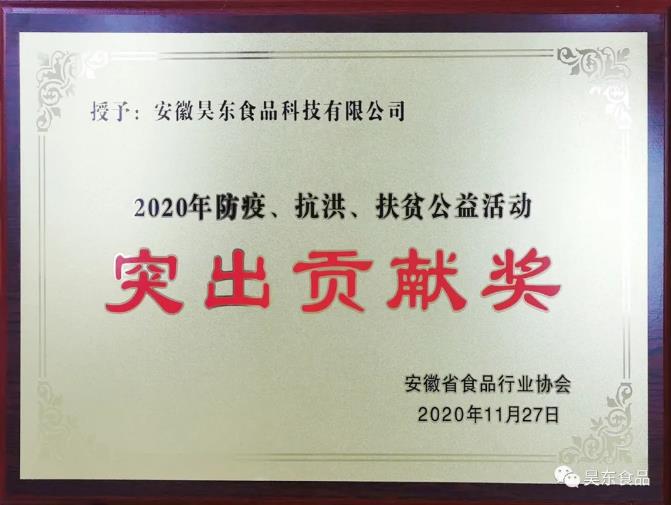 授予：安徽昊东食品科技有限公司
2020年防疫、抗洪、扶贫公益活动
突出贡献奖
安徽省食品行业协会
2020年11月27日
昊东食品